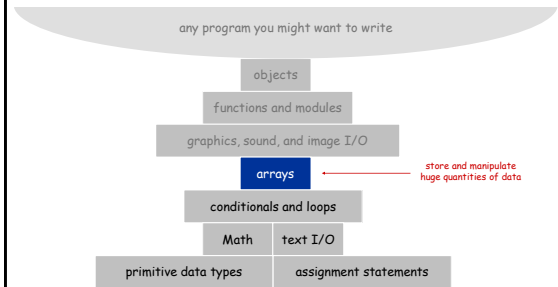 any program you might want to write
objects
functions and modules
graphics, sound, and image I/O
arrays
store and manipulate
huge quantities of data
conditionals and loops
Math text I/O
primitive data types assignment statements